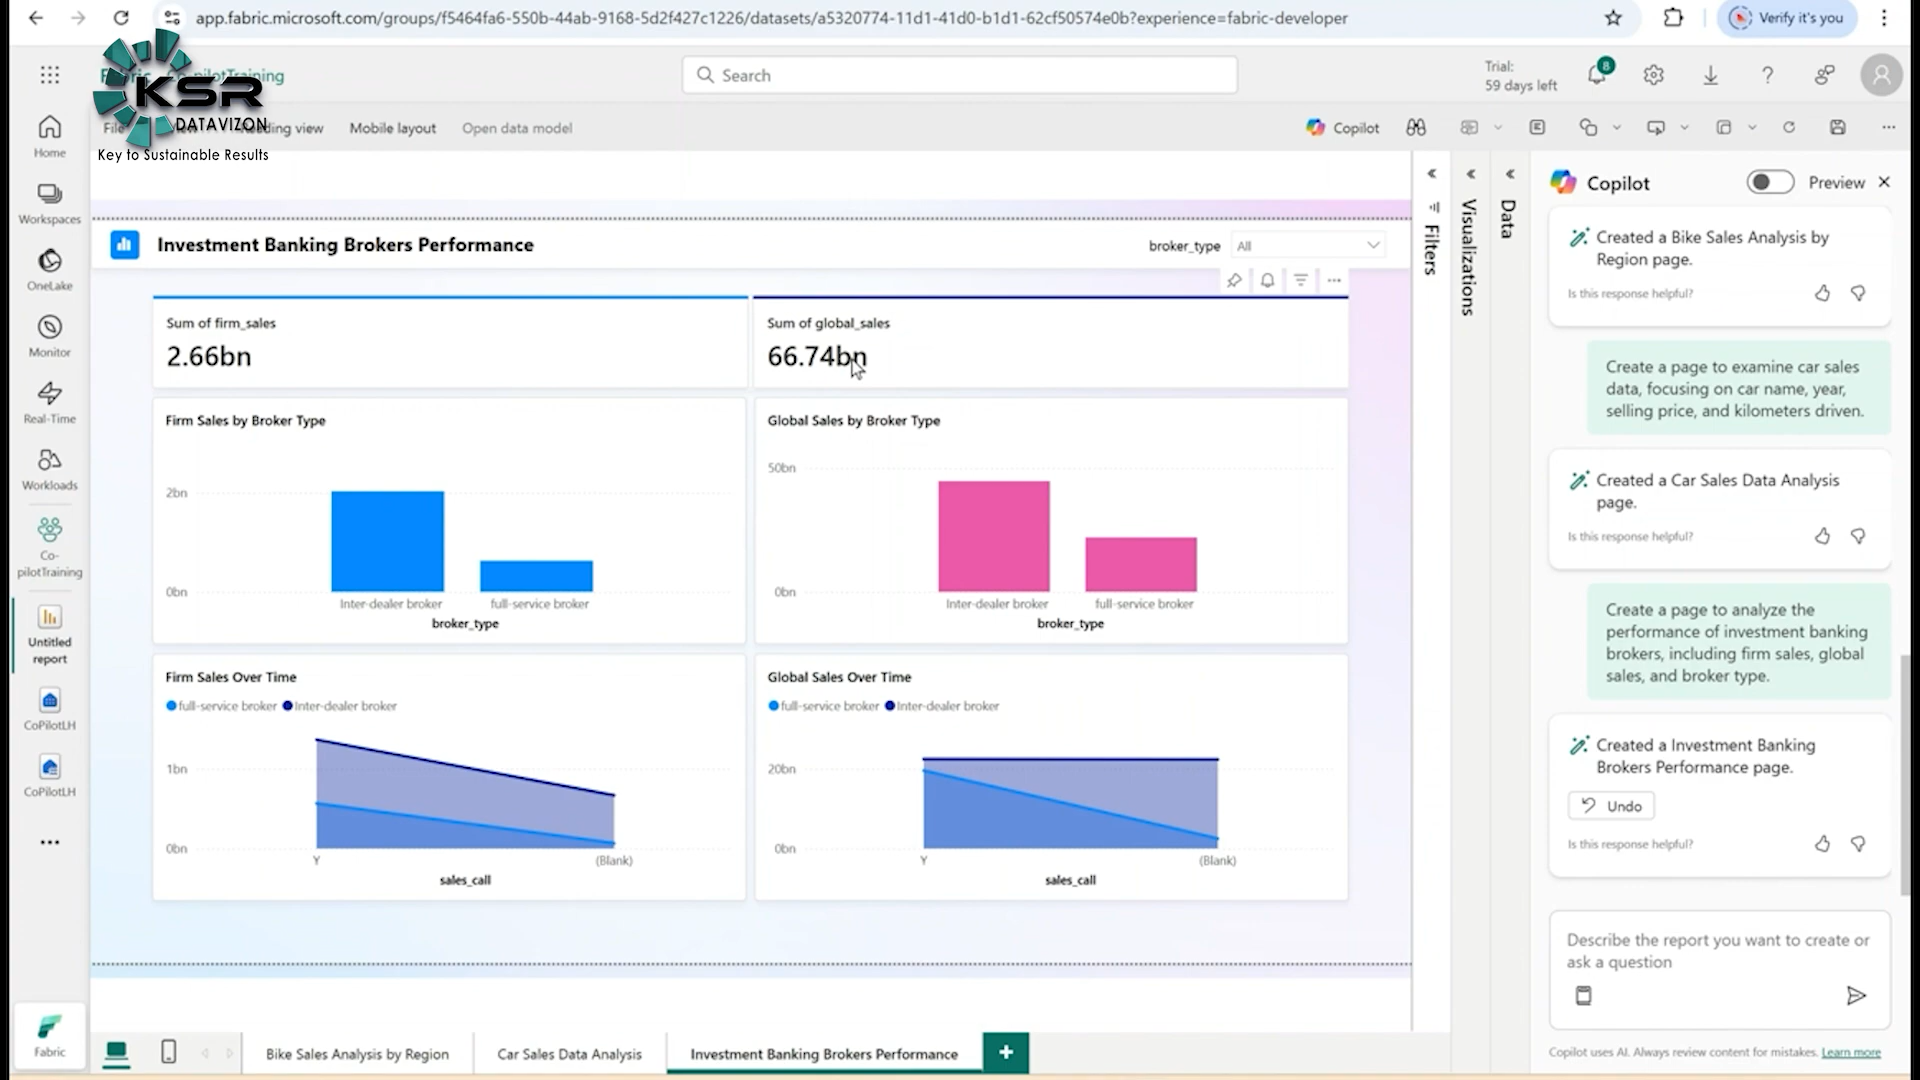 app.fabric.microsoft.com/groups/f5464fa6-550b-44ab-9168-5d2f427c1226/datasets/a5320774-11d1-41d0-b1d1-62cf50574e0b?experience=fabric-developer
Verify it's you
KSR
DATAVIZON
Key to Sustainable Results
Search
Trial:
59 days left
8
File
Mobile layout
Open data model
Copilot
Home
Workspaces
OneLake
Monitor
Real-Time
Workloads
Co-
pilotTraining
Untitled
report
CoPilotLH
CoPilotLH
Fabric
Investment Banking Brokers Performance
broker_type
All
Sum of firm_sales
2.66bn
Sum of global_sales
66.74bn
Firm Sales by Broker Type
2bn
0bn
Inter-dealer broker
full-service broker
broker_type
Global Sales by Broker Type
50bn
0bn
Inter-dealer broker
full-service broker
broker_type
Firm Sales Over Time
full-service broker
Inter-dealer broker
1bn
0bn
Y
(Blank)
sales_call
Global Sales Over Time
full-service broker
Inter-dealer broker
20bn
0bn
Y
(Blank)
sales_call
Filters
Visualizations
Data
Copilot
Preview
Created a Bike Sales Analysis by
Region page.
Is this response helpful?
Create a page to examine car sales
data, focusing on car name, year,
selling price, and kilometers driven.
Created a Car Sales Data Analysis
page.
Is this response helpful?
Create a page to analyze the
performance of investment banking
brokers, including firm sales, global
sales, and broker type.
Created a Investment Banking
Brokers Performance page.
Undo
Is this response helpful?
Describe the report you want to create or
ask a question
Copilot uses AI. Always review content for mistakes. Learn more
Bike Sales Analysis by Region
Car Sales Data Analysis
Investment Banking Brokers Performance